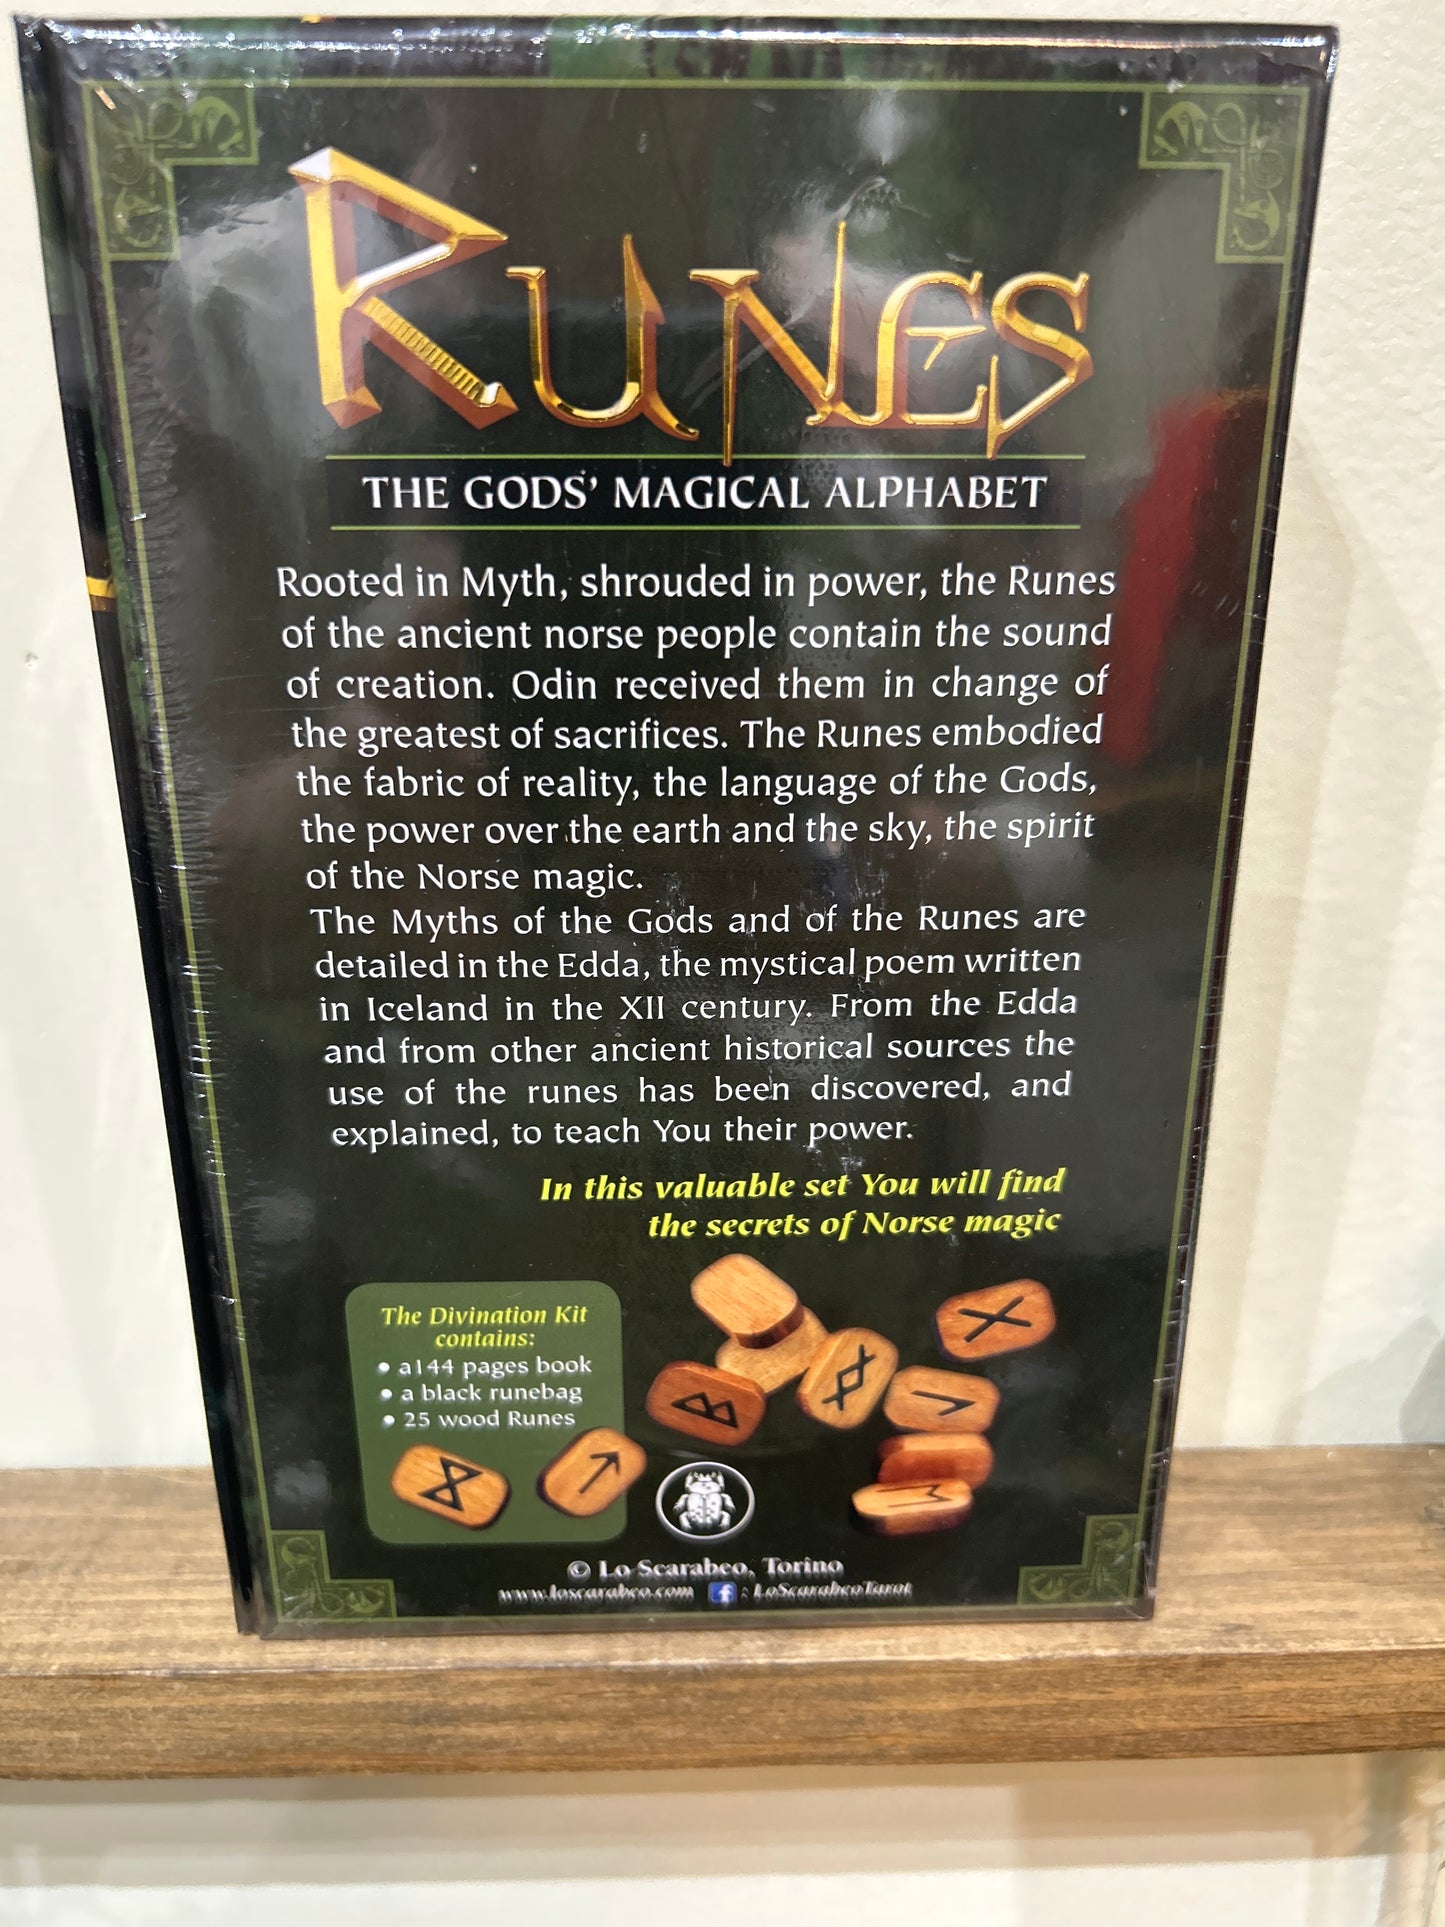 RUNES
THE GODS' MAGICAL ALPHABET
Rooted in Myth, shrouded in power, the Runes
of the ancient norse people contain the sound
of creation. Odin received them in change of
the greatest of sacrifices. The Runes embodied
the fabric of reality, the language of the Gods,
the power over the earth and the sky, the spirit
of the Norse magic.
The Myths of the Gods and of the Runes are
detailed in the Edda, the mystical poem written
in Iceland in the XII century. From the Edda
and from other ancient historical sources the
use of the runes has been discovered, and
explained, to teach You their power.
In this valuable set You will find
the secrets of Norse magic
The Divination Kit
contains:
• a144 pages book
• a black runebag
• 25 wood Runes
© Lo Scarabeo, Torino
www.loscarabeo.com f : LoScarabeoTarot